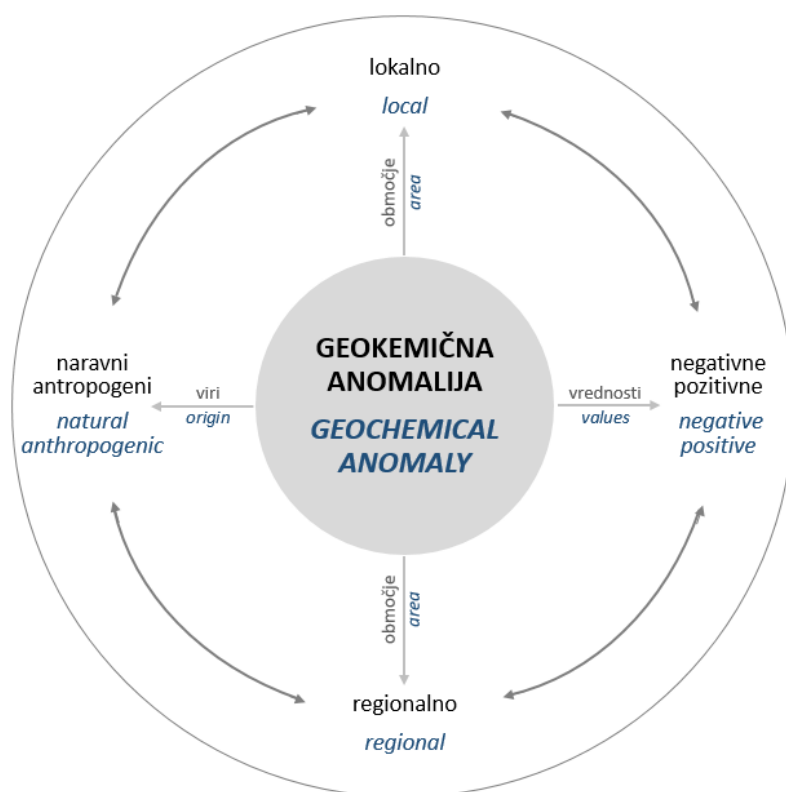 lokalno
local
območje
area
GEOKEMIČNA
ANOMALIJA
GEOCHEMICAL
ANOMALY
naravni
antropogeni
natural
anthropogenic
viri
origin
vrednosti
values
negativne
pozitivne
negative
positive
območje
area
regionalno
regional